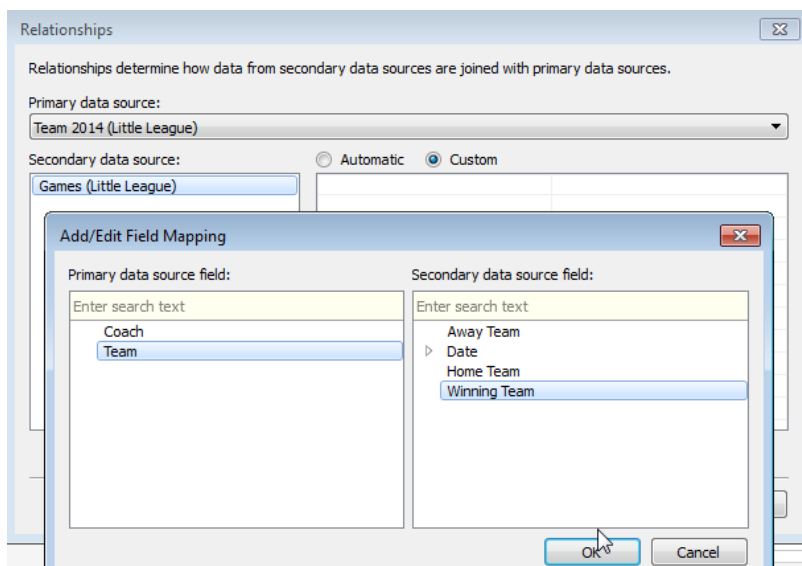 Relationships
Relationships determine how data from secondary data sources are joined with primary data sources.
Primary data source:
Team 2014 (Little League)
Secondary data source:
Automatic
Custom
Games (Little League)
Add/Edit Field Mapping
Primary data source field:
Secondary data source field:
Enter search text
Enter search text
Coach
Team
Away Team
Date
Home Team
Winning Team
OK
Cancel